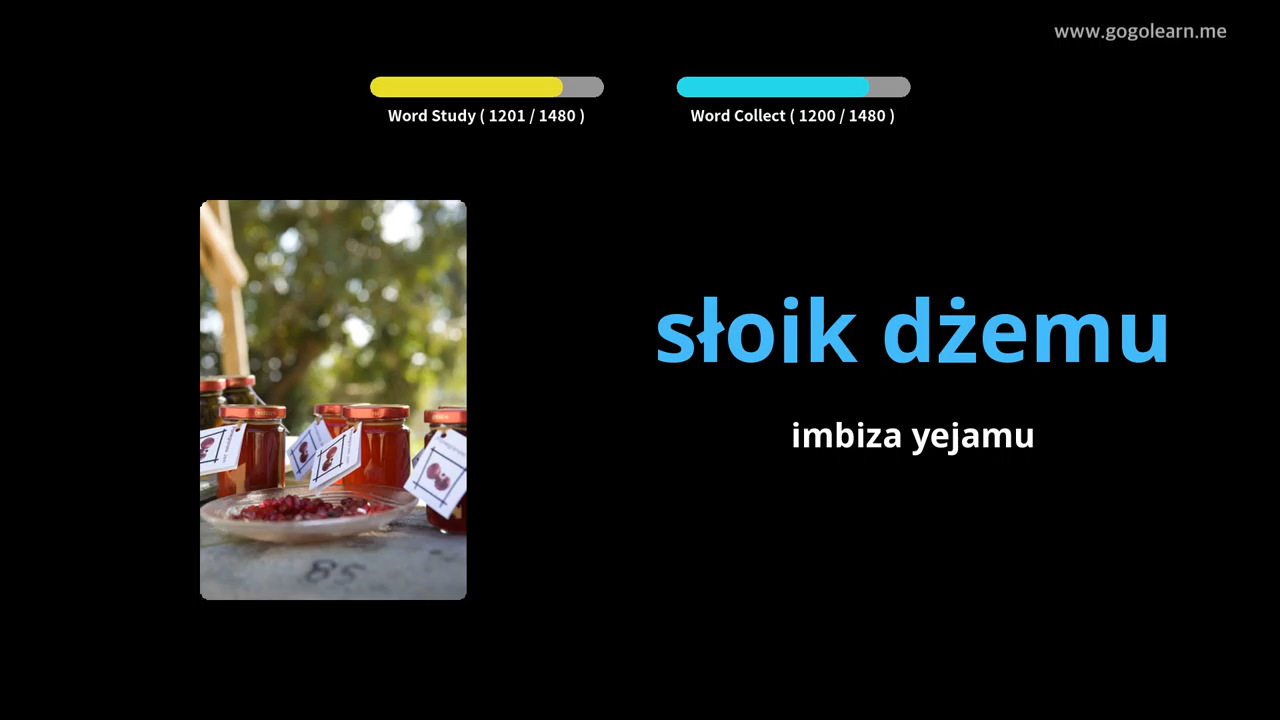 www.gogolearn.me
Word Study ( 1201 / 1480 )
Word Collect ( 1200 / 1480 )
słoik dżemu
imbiza yejamu
85